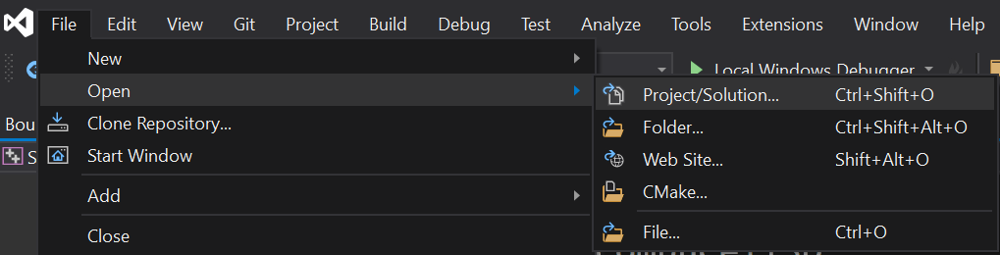 File Edit View Git Project Build Debug Test Analyze Tools Extensions Window Help
New
Local Windows Debugger
Open
Project/Solution... Ctrl+Shift+O
Bou
Clone Repository...
Folder... Ctrl+Shift+Alt+O
S
Start Window
Web Site... Shift+Alt+O
Add
CMake...
Close
File... Ctrl+O